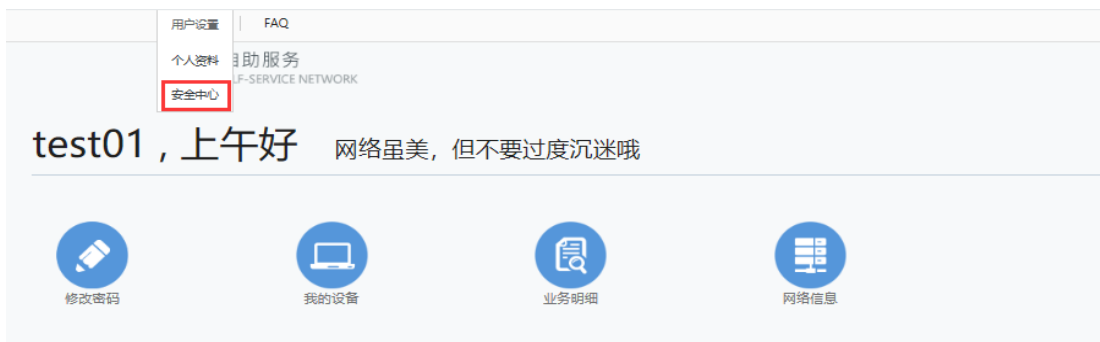 用户设置 FAQ
个人资料 自助服务
LF-SERVICE NETWORK
安全中心
test01，上午好 网络虽美，但不要过度沉迷哦
修改密码 我的设备 业务明细 网络信息